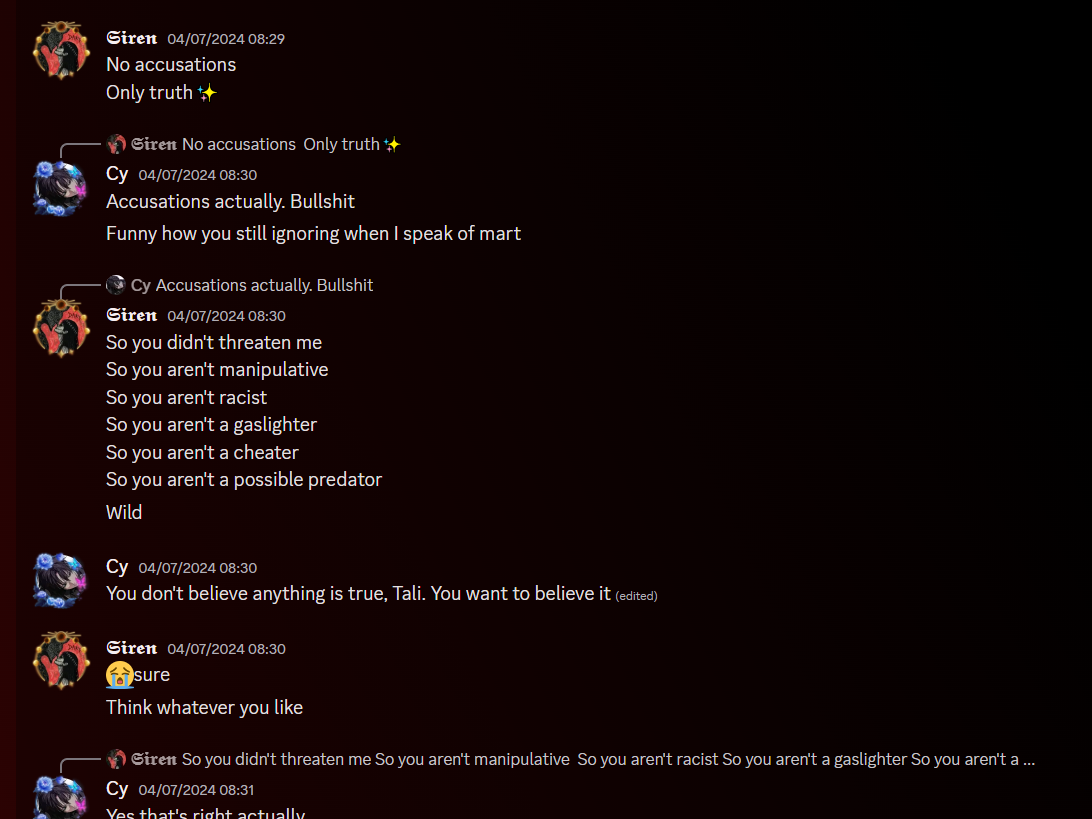 Siren 04/07/2024 08:29
No accusations
Only truth ✨
Siren No accusations Only truth ✨
Cy 04/07/2024 08:30
Accusations actually. Bullshit
Funny how you still ignoring when I speak of mart
Cy Accusations actually. Bullshit
Siren 04/07/2024 08:30
So you didn't threaten me
So you aren't manipulative
So you aren't racist
So you aren't a gaslighter
So you aren't a cheater
So you aren't a possible predator
Wild
Cy 04/07/2024 08:30
You don't believe anything is true, Tali. You want to believe it (edited)
Siren 04/07/2024 08:30
😭sure
Think whatever you like
Siren So you didn't threaten me So you aren't manipulative So you aren't racist So you aren't a gaslighter So you aren't a ...
Cy 04/07/2024 08:31
Yes that's right actually